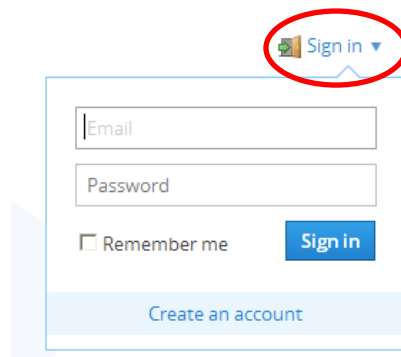 Sign in ▼
Email
Password
Remember me
Sign in
Create an account